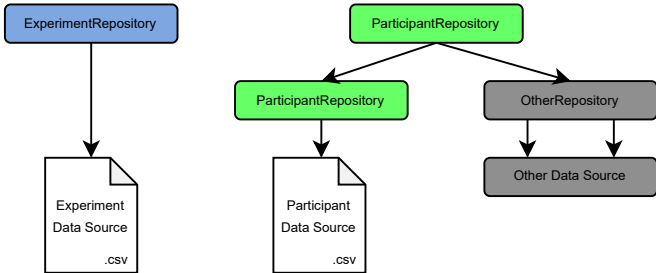 ExperimentRepository
ParticipantRepository
ParticipantRepository
OtherRepository
Other Data Source
Experiment
Data Source
.csv
Participant
Data Source
.csv